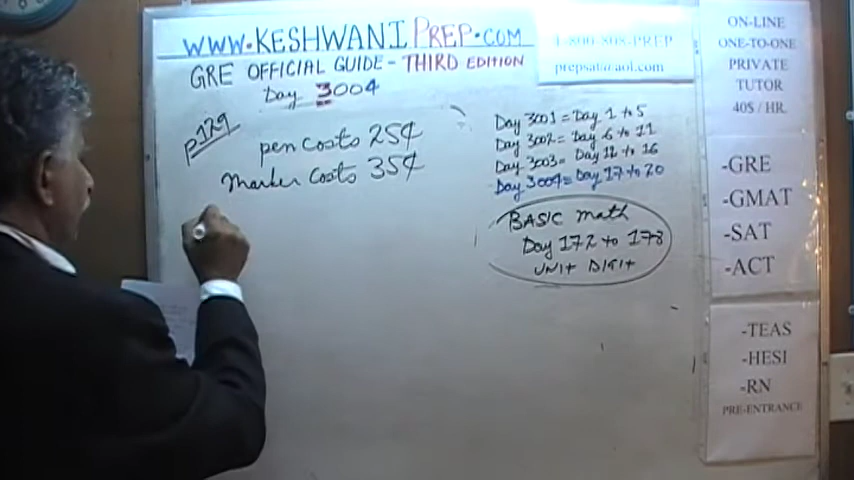 WWW.KESHWANIPREP.COM
GRE OFFICIAL GUIDE - THIRD EDITION
Day 3004
P129
pen costs 25¢
Marker costs 35¢
1-800-808-PREP
prepsat@aol.com
Day 3001 = Day 1 to 5
Day 3002 = Day 6 to 11
Day 3003 = Day 12 to 16
Day 3004 = Day 17 to 20
BASIC math
Day 172 to 178
UNIT DIGIT
ON-LINE
ONE-TO-ONE
PRIVATE
TUTOR
40$ / HR.
-GRE
-GMAT
-SAT
-ACT
-TEAS
-HESI
-RN
PRE-ENTRANCE